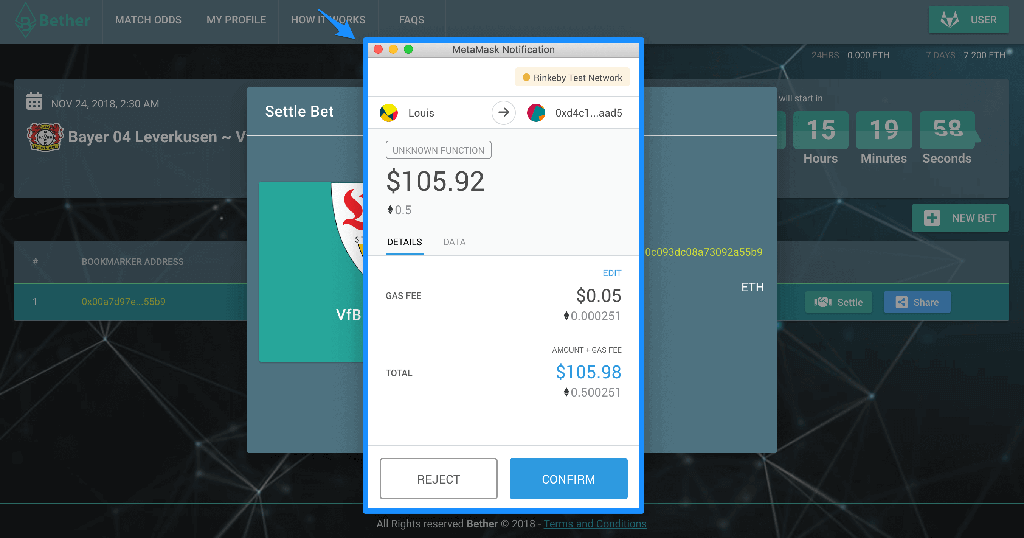 Bether
MATCH ODDS
MY PROFILE
HOW IT WORKS
FAQS
USER
24HRS 0.000 ETH
7 DAYS 7.200 ETH
NOV 24, 2018, 2:30 AM
Bayer 04 Leverkusen ~ V
will start in
15
19
58
Hours
Minutes
Seconds
NEW BET
#
BOOKMARKER ADDRESS
1
0x00a7d97e...55b9
Settle
Share
Settle Bet
VfB
0c093dc08a73092a55b9
ETH
MetaMask Notification
Rinkeby Test Network
Louis
0xd4c1...aad5
UNKNOWN FUNCTION
$105.92
0.5
DETAILS
DATA
EDIT
GAS FEE
$0.05
0.000251
AMOUNT + GAS FEE
TOTAL
$105.98
0.500251
REJECT
CONFIRM
All Rights reserved Bether © 2018 - Terms and Conditions